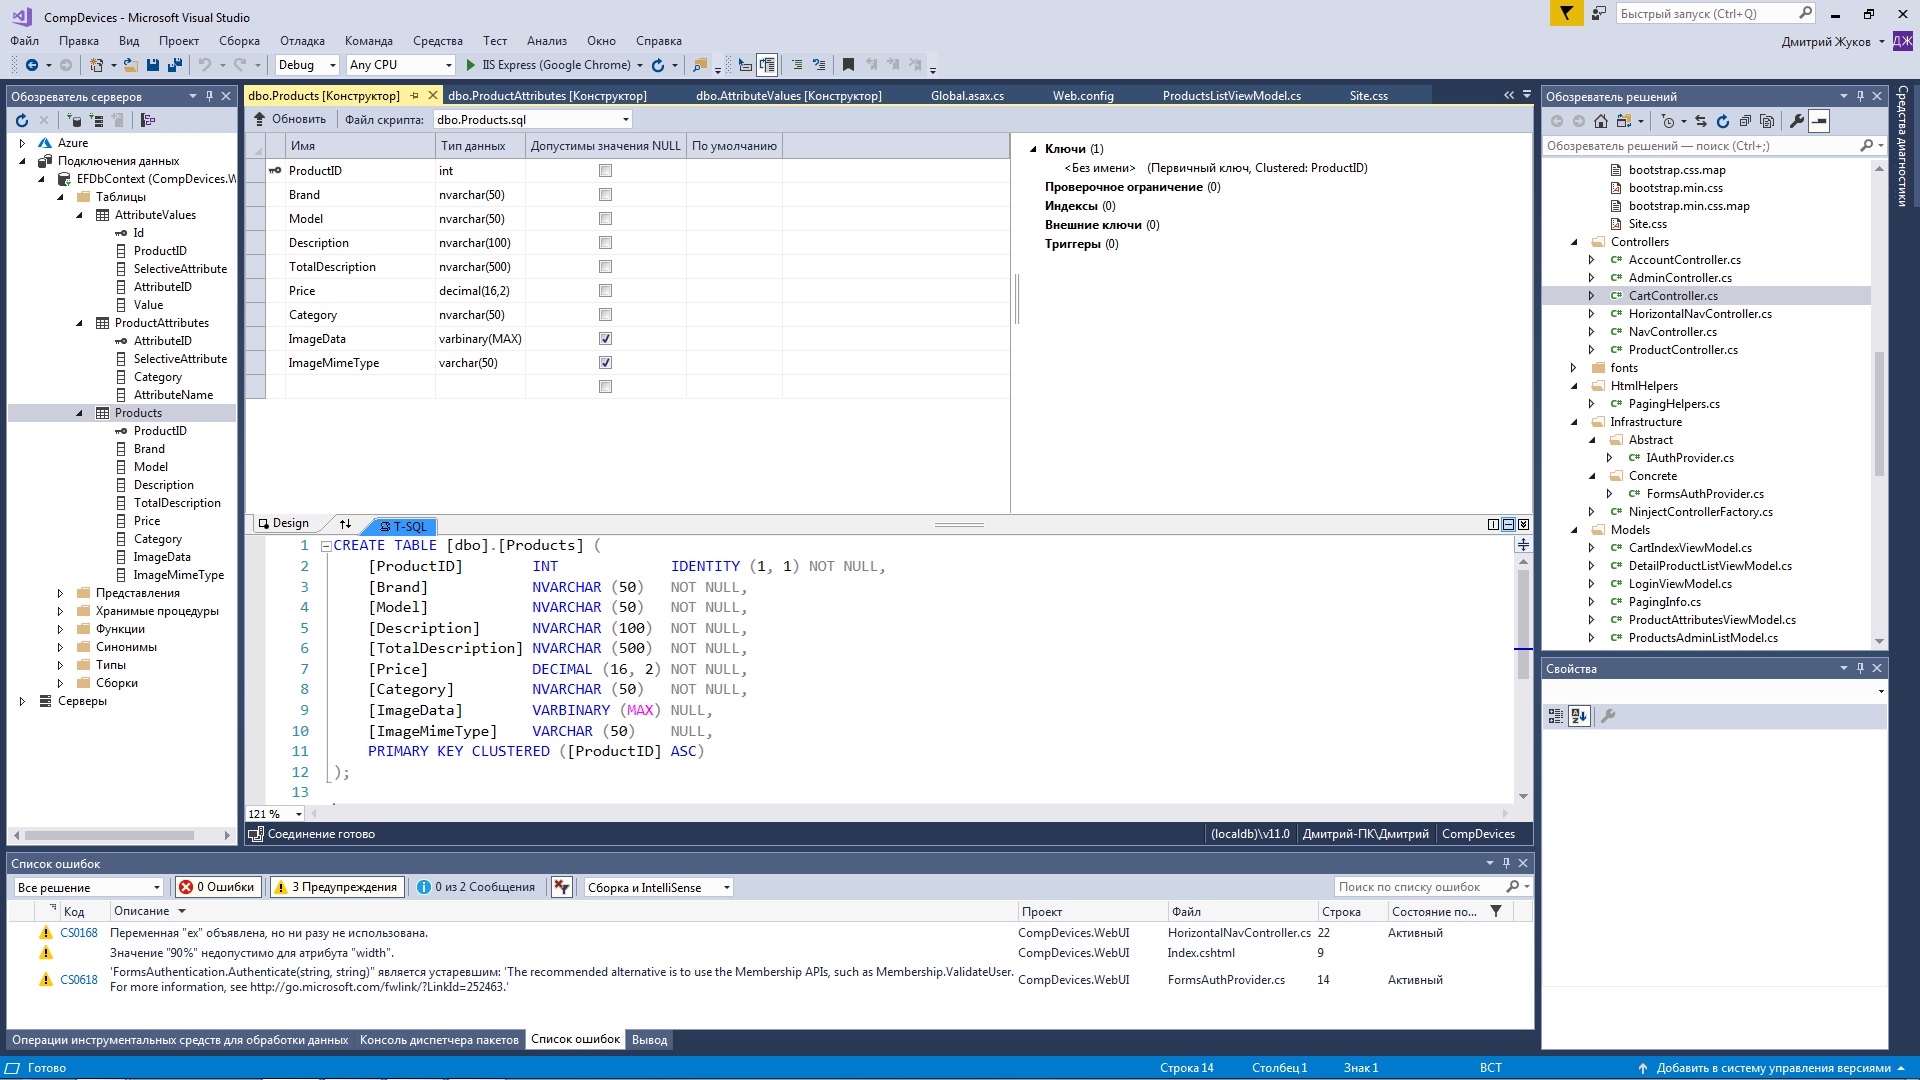 CompDevices - Microsoft Visual Studio
Быстрый запуск (Ctrl+Q)
Файл Правка Вид Проект Сборка Отладка Команда Средства Тест Анализ Окно Справка
Дмитрий Жуков ДЖ
Debug Any CPU IIS Express (Google Chrome)
Обозреватель серверов
Azure
Подключения данных
EFDbContext (CompDevices.W
Таблицы
AttributeValues
Id
ProductID
SelectiveAttribute
AttributeID
Value
ProductAttributes
AttributeID
SelectiveAttribute
Category
AttributeName
Products
ProductID
Brand
Model
Description
TotalDescription
Price
Category
ImageData
ImageMimeType
Представления
Хранимые процедуры
Функции
Синонимы
Типы
Сборки
Серверы
dbo.Products [Конструктор] dbo.ProductAttributes [Конструктор] dbo.AttributeValues [Конструктор] Global.asax.cs Web.config ProductsListViewModel.cs Site.css
Обновить Файл скрипта: dbo.Products.sql
Имя Тип данных Допустимы значения NULL По умолчанию
ProductID int
Brand nvarchar(50)
Model nvarchar(50)
Description nvarchar(100)
TotalDescription nvarchar(500)
Price decimal(16,2)
Category nvarchar(50)
ImageData varbinary(MAX)
ImageMimeType varchar(50)
Ключи (1)
<Без имени> (Первичный ключ, Clustered: ProductID)
Проверочное ограничение (0)
Индексы (0)
Внешние ключи (0)
Триггеры (0)
Design T-SQL
1 CREATE TABLE [dbo].[Products] (
2 [ProductID] INT IDENTITY (1, 1) NOT NULL,
3 [Brand] NVARCHAR (50) NOT NULL,
4 [Model] NVARCHAR (50) NOT NULL,
5 [Description] NVARCHAR (100) NOT NULL,
6 [TotalDescription] NVARCHAR (500) NOT NULL,
7 [Price] DECIMAL (16, 2) NOT NULL,
8 [Category] NVARCHAR (50) NOT NULL,
9 [ImageData] VARBINARY (MAX) NULL,
10 [ImageMimeType] VARCHAR (50) NULL,
11 PRIMARY KEY CLUSTERED ([ProductID] ASC)
12 );
13
121 %
Соединение готово (localdb)\v11.0 Дмитрий-ПК\Дмитрий CompDevices
Обозреватель решений
Обозреватель решений — поиск (Ctrl+;)
bootstrap.css.map
bootstrap.min.css
bootstrap.min.css.map
Site.css
Controllers
AccountController.cs
AdminController.cs
CartController.cs
HorizontalNavController.cs
NavController.cs
ProductController.cs
fonts
HtmlHelpers
PagingHelpers.cs
Infrastructure
Abstract
IAuthProvider.cs
Concrete
FormsAuthProvider.cs
NinjectControllerFactory.cs
Models
CartIndexViewModel.cs
DetailProductListViewModel.cs
LoginViewModel.cs
PagingInfo.cs
ProductAttributesViewModel.cs
ProductsAdminListModel.cs
Средства диагностики
Свойства
Список ошибок
Все решение 0 Ошибки 3 Предупреждения 0 из 2 Сообщения Сборка и IntelliSense Поиск по списку ошибок
Код Описание Проект Файл Строка Состояние по...
CS0168 Переменная "ex" объявлена, но ни разу не использована. CompDevices.WebUI HorizontalNavController.cs 22 Активный
Значение "90%" недопустимо для атрибута "width". CompDevices.WebUI Index.cshtml 9
CS0618 'FormsAuthentication.Authenticate(string, string)" является устаревшим: 'The recommended alternative is to use the Membership APIs, such as Membership.ValidateUser. CompDevices.WebUI FormsAuthProvider.cs 14 Активный
For more information, see http://go.microsoft.com/fwlink/?LinkId=252463.'
Операции инструментальных средств для обработки данных Консоль диспетчера пакетов Список ошибок Вывод
Готово Строка 14 Столбец 1 Знак 1 ВСТ Добавить в систему управления версиями